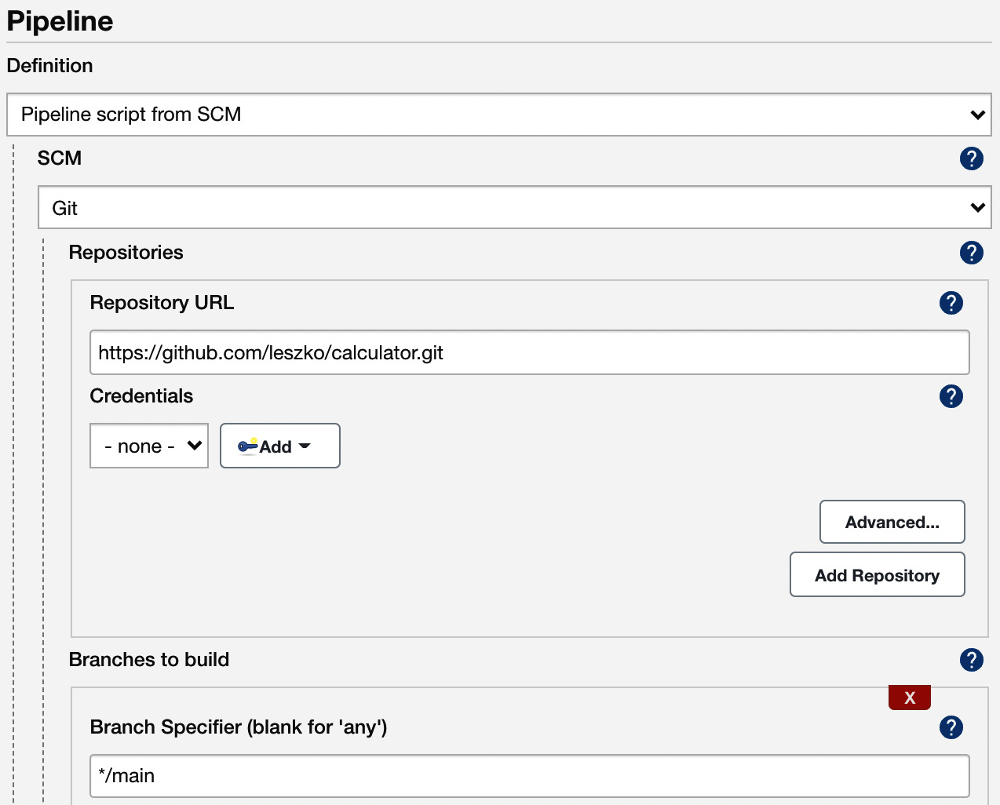 Pipeline
Definition
Pipeline script from SCM
SCM
?
Git
Repositories
?
Repository URL
?
https://github.com/leszko/calculator.git
Credentials
?
- none -
Add
Advanced...
Add Repository
Branches to build
?
X
Branch Specifier (blank for 'any')
?
*/main